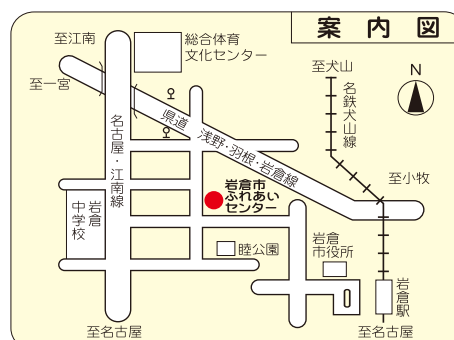 案内図
至江南
総合体育
文化センター
至犬山
N
至一宮
名鉄犬山線
県道 浅野・羽根・岩倉線
名古屋・江南線
至小牧
岩倉市
ふれあい
センター
岩倉
中学校
睦公園
岩倉
市役所
岩倉駅
至名古屋
至名古屋